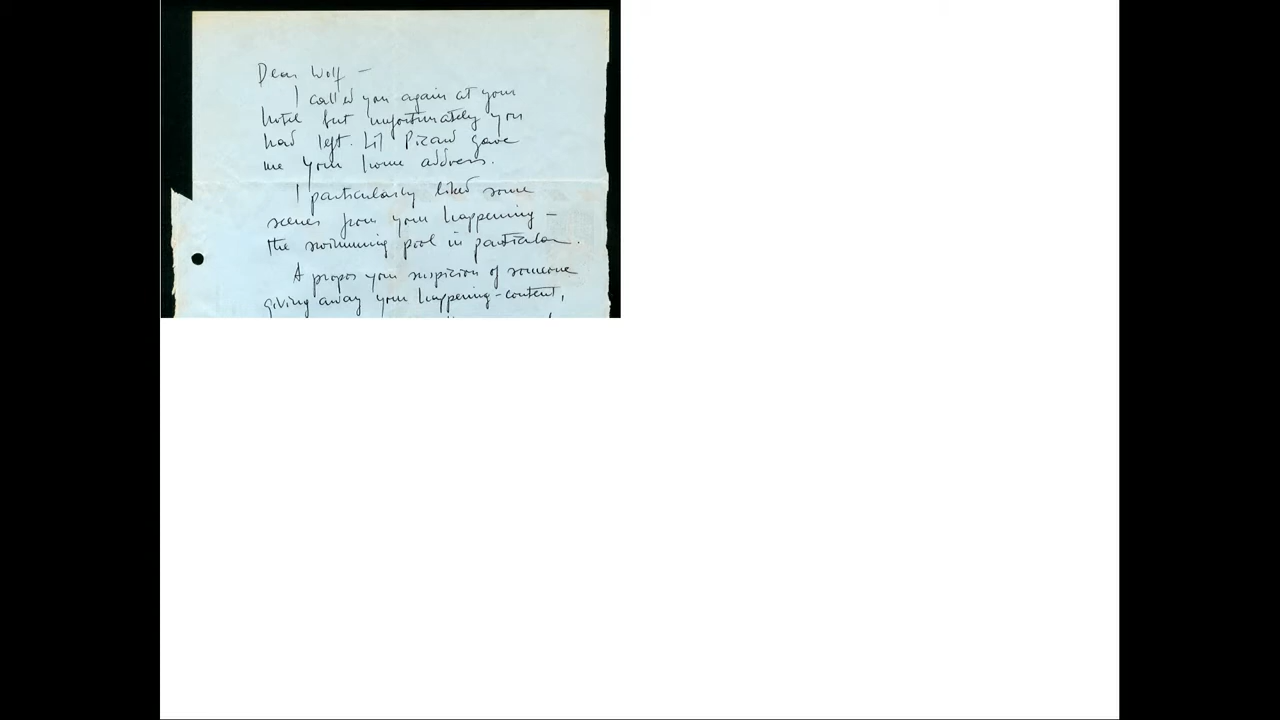 Dear Wolf –
I called you again at your
hotel but unfortunately you
had left. Lil Picard gave
me your home address.
I particularly liked some
scenes from your happening –
the swimming pool in particular.
A propos your suspicion of someone
giving away your happening-content,